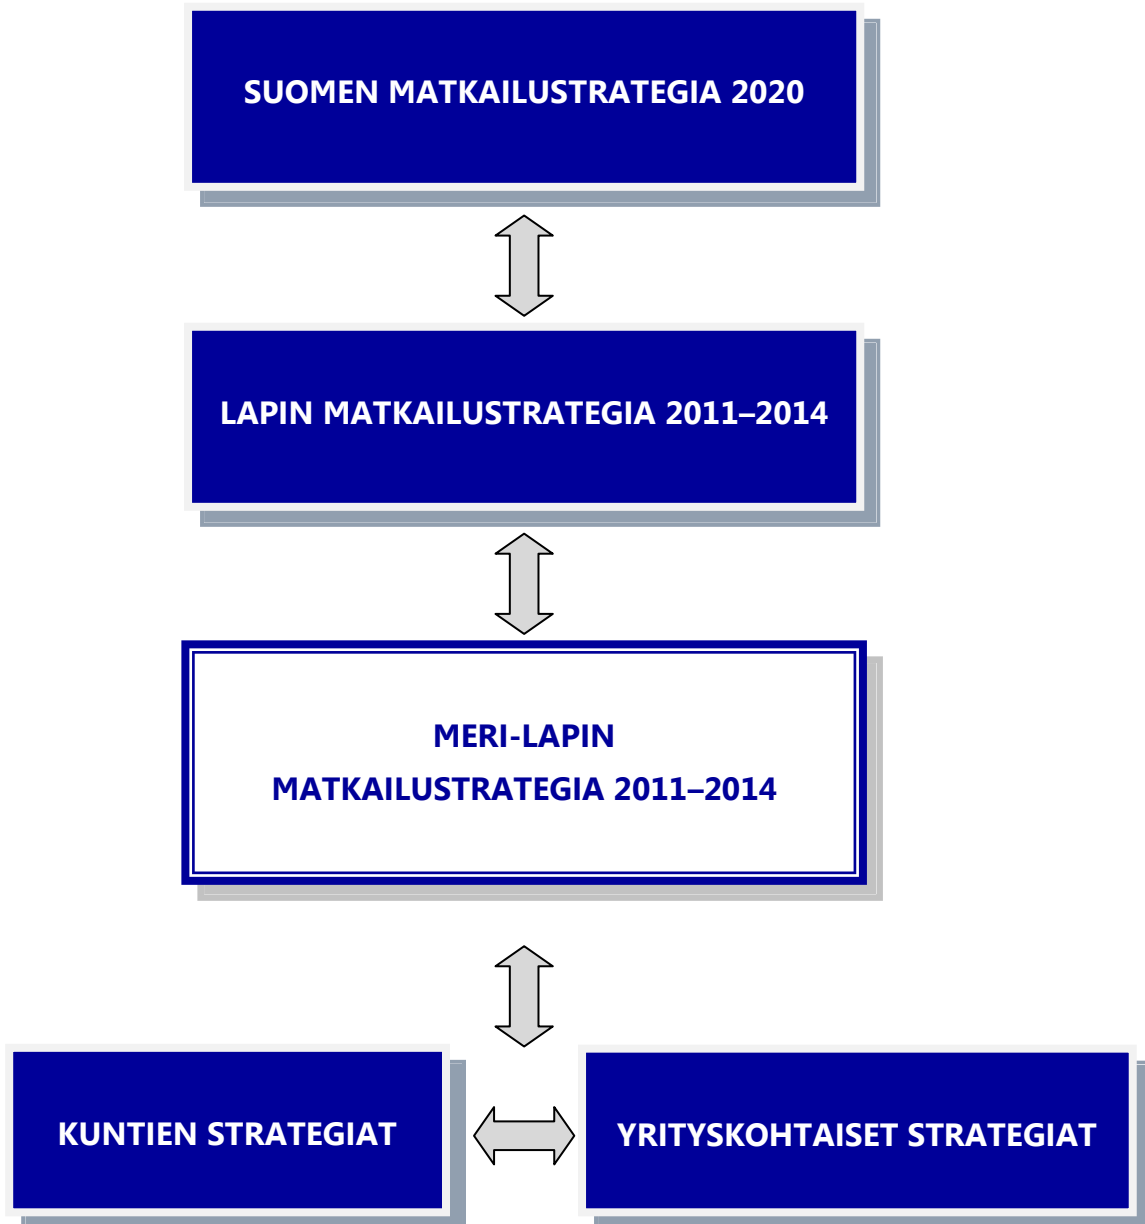 SUOMEN MATKAILUSTRATEGIA 2020
LAPIN MATKAILUSTRATEGIA 2011–2014
MERI-LAPIN
MATKAILUSTRATEGIA 2011–2014
KUNTIEN STRATEGIAT
YRITYSKOHTAISET STRATEGIAT